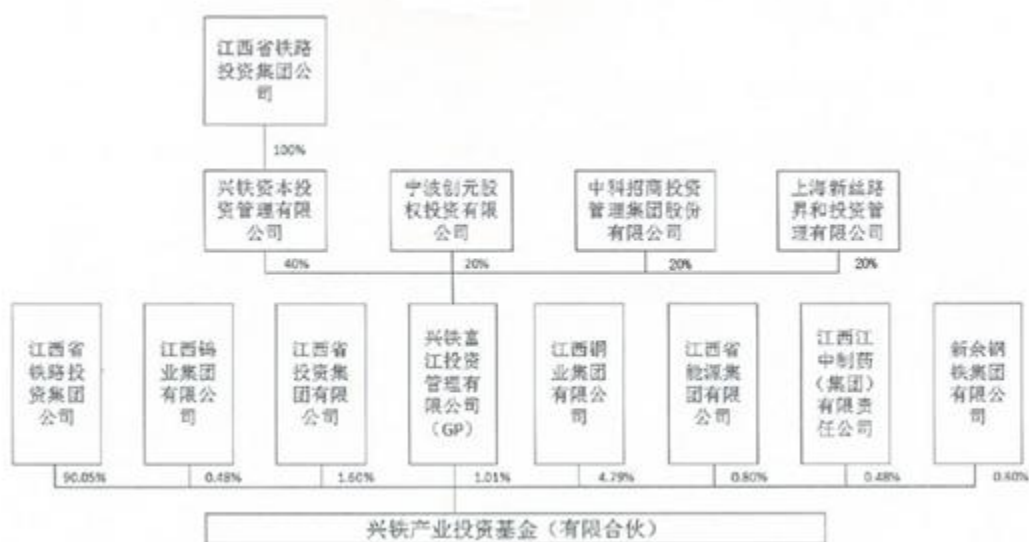 江西省铁路
投资集团公
司
100%
兴铁资本投
资管理有限
公司
宁波创元股
权投资有限
公司
中科招商投资
管理集团股份
有限公司
上海新丝路
昇和投资管
理有限公司
40%
20%
20%
20%
江西省
铁路投
资集团
公司
江西钨
业集团
有限公
司
江西省
投资集
团有限
公司
兴铁富
江投资
管理有
限公司
（GP）
江西铜
业集团
有限公
司
江西省
能源集
团有限
公司
江西江
中制药
（集团）
有限责
任公司
新余钢
铁集团
有限公
司
90.05%
0.48%
1.60%
1.01%
4.79%
0.80%
0.48%
0.80%
兴铁产业投资基金（有限合伙）